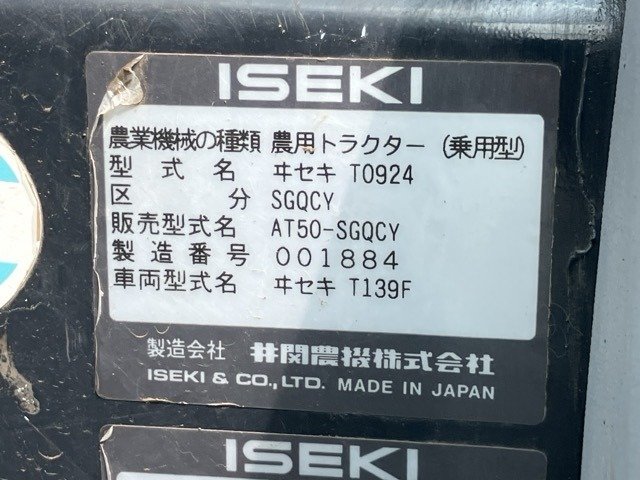 ISEKI
農業機械の種類 農用トラクター (乗用型)
型式名 ヰセキ T0924
区分 SGQCY
販売型式名 AT50-SGQCY
製造番号 001884
車両型式名 ヰセキ T139F
製造会社 井関農機株式会社
ISEKI & CO., LTD. MADE IN JAPAN
ISEKI